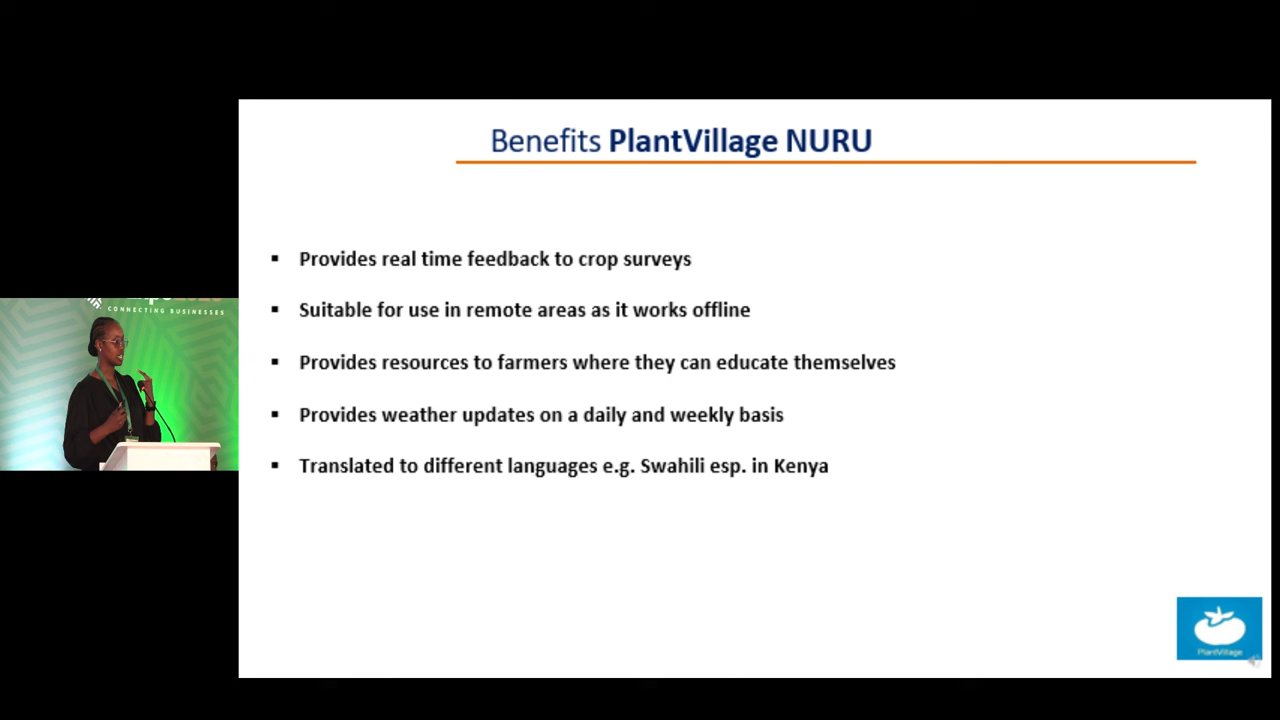 Benefits PlantVillage NURU
▪ Provides real time feedback to crop surveys
▪ Suitable for use in remote areas as it works offline
▪ Provides resources to farmers where they can educate themselves
▪ Provides weather updates on a daily and weekly basis
▪ Translated to different languages e.g. Swahili esp. in Kenya
CONNECTING BUSINESSES
PlantVillage